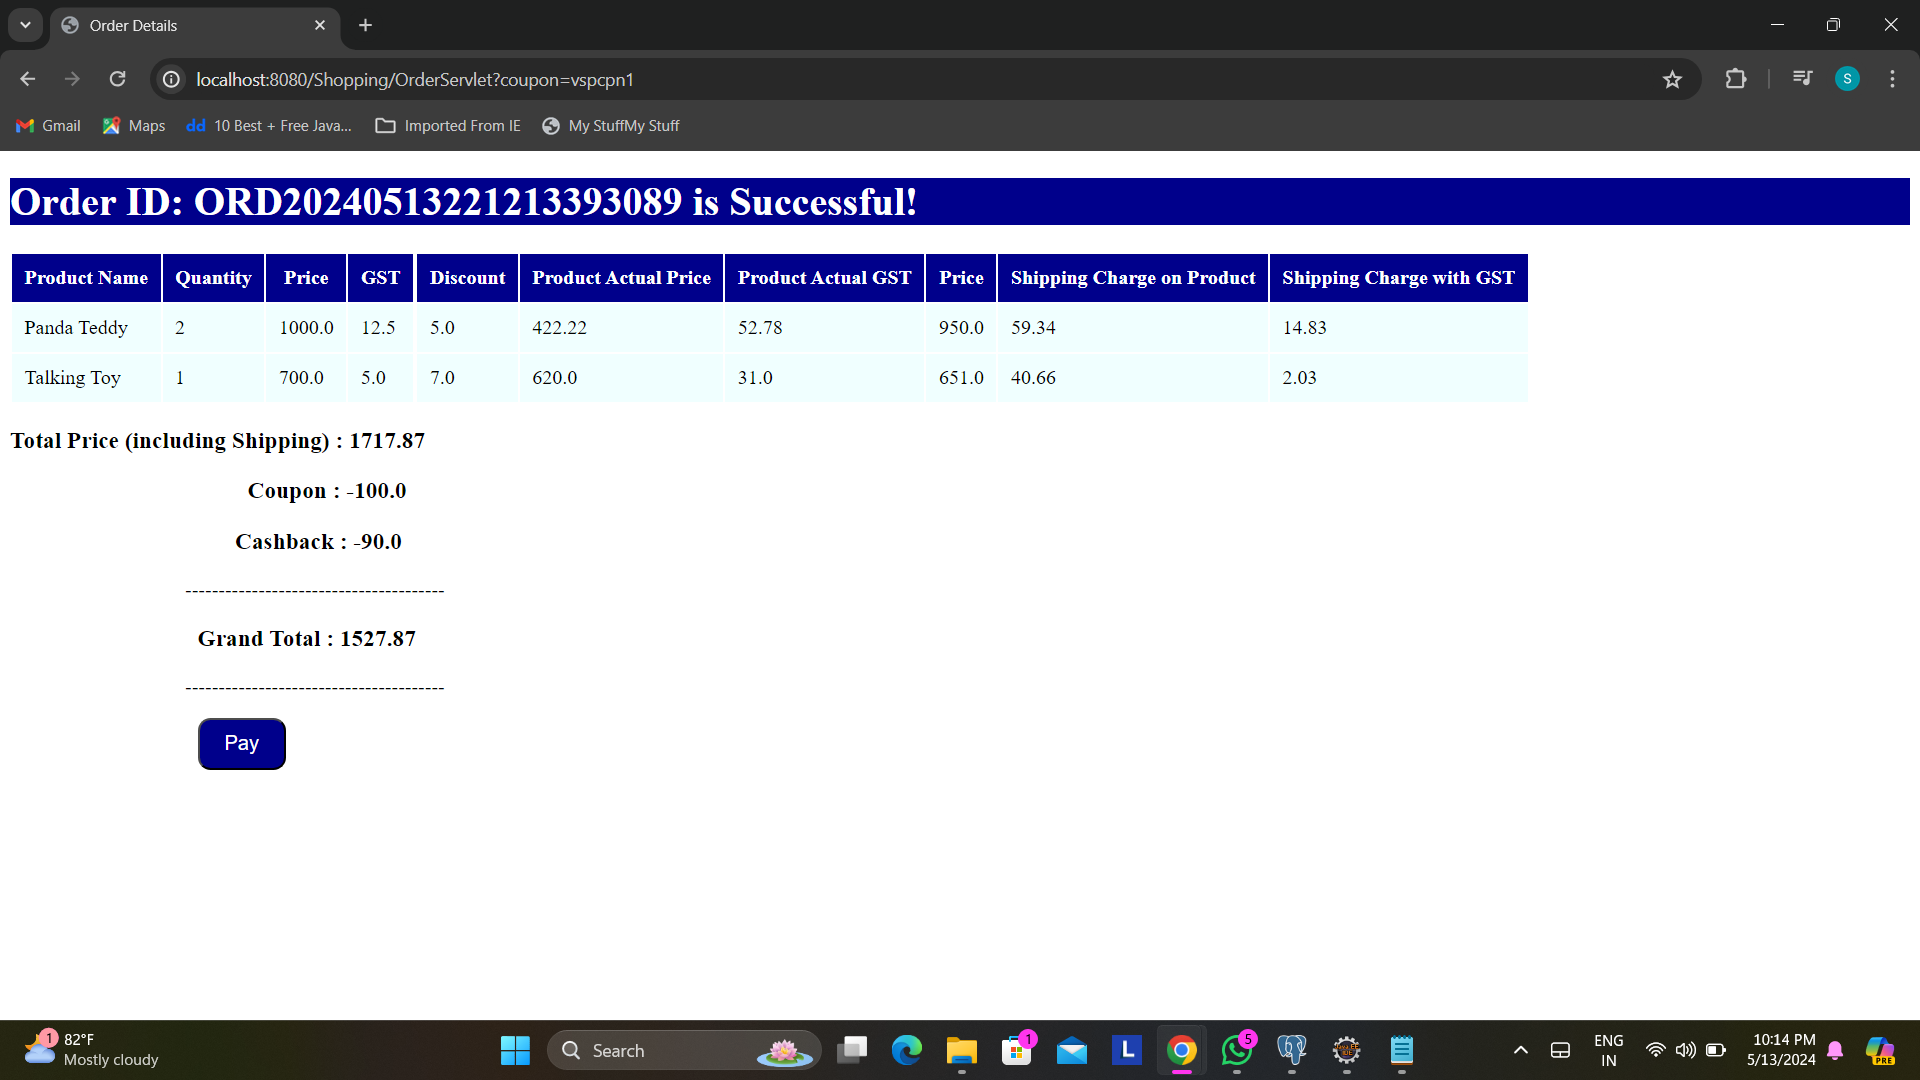 Order Details
localhost:8080/Shopping/OrderServlet?coupon=vspcpn1
S
Gmail Maps dd 10 Best + Free Java... Imported From IE My StuffMy Stuff
Order ID: ORD20240513221213393089 is Successful!
Product Name Quantity Price GST Discount Product Actual Price Product Actual GST Price Shipping Charge on Product Shipping Charge with GST
Panda Teddy 2 1000.0 12.5 5.0 422.22 52.78 950.0 59.34 14.83
Talking Toy 1 700.0 5.0 7.0 620.0 31.0 651.0 40.66 2.03
Total Price (including Shipping) : 1717.87
Coupon : -100.0
Cashback : -90.0
---------------------------------------
Grand Total : 1527.87
---------------------------------------
Pay
1 82°F
Mostly cloudy
Search
1
L
5
ENG
IN
10:14 PM
5/13/2024
PRE